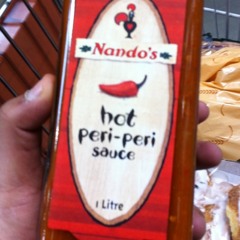 Nando's
hot
peri-peri
sauce
1 Litre